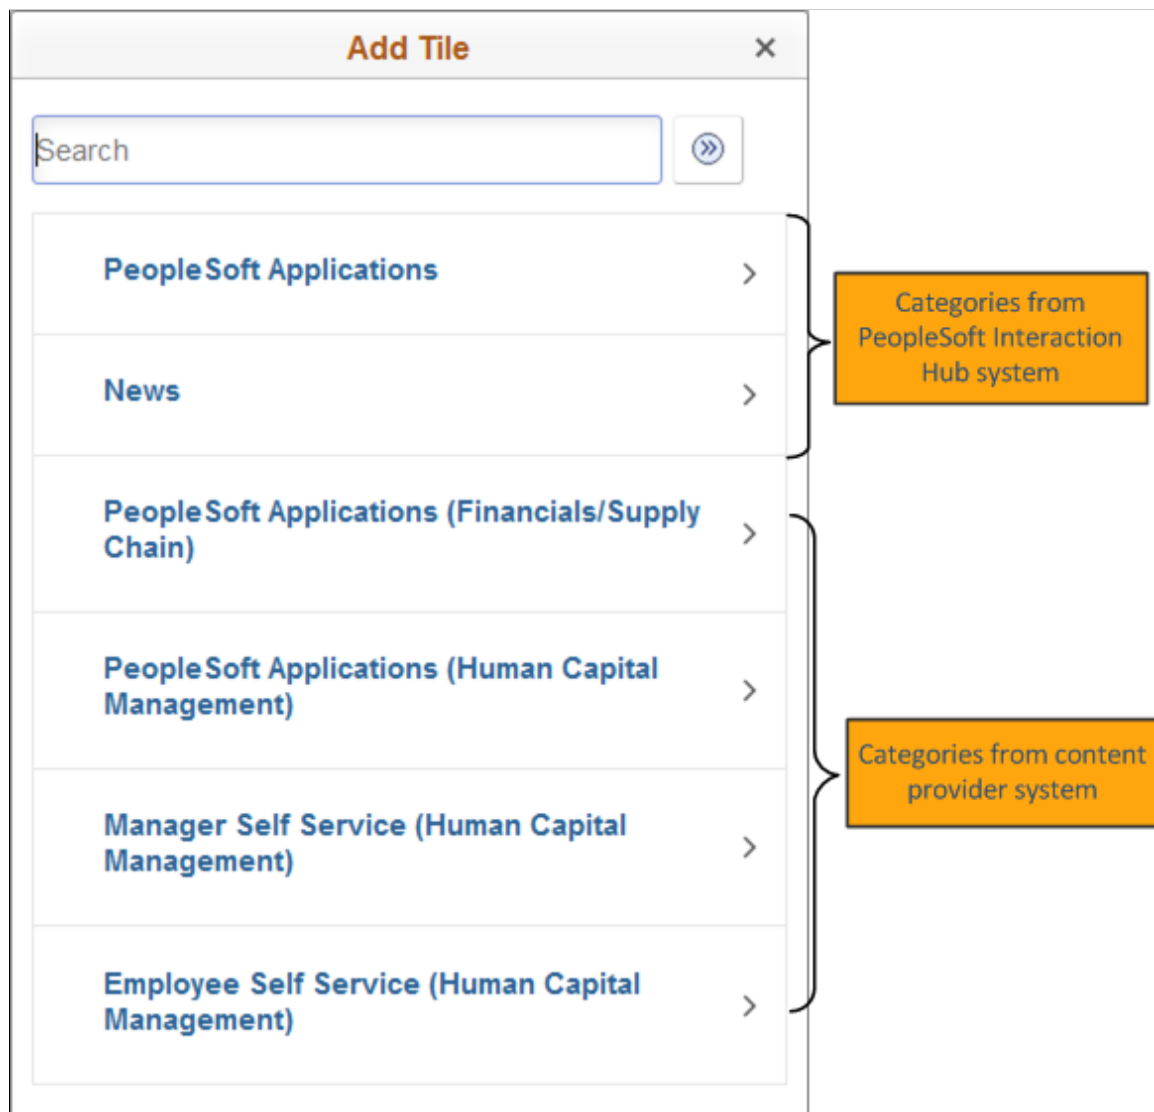 Add Tile
Search
PeopleSoft Applications
News
PeopleSoft Applications (Financials/Supply
Chain)
PeopleSoft Applications (Human Capital
Management)
Manager Self Service (Human Capital
Management)
Employee Self Service (Human Capital
Management)
Categories from
PeopleSoft Interaction
Hub system
Categories from content
provider system